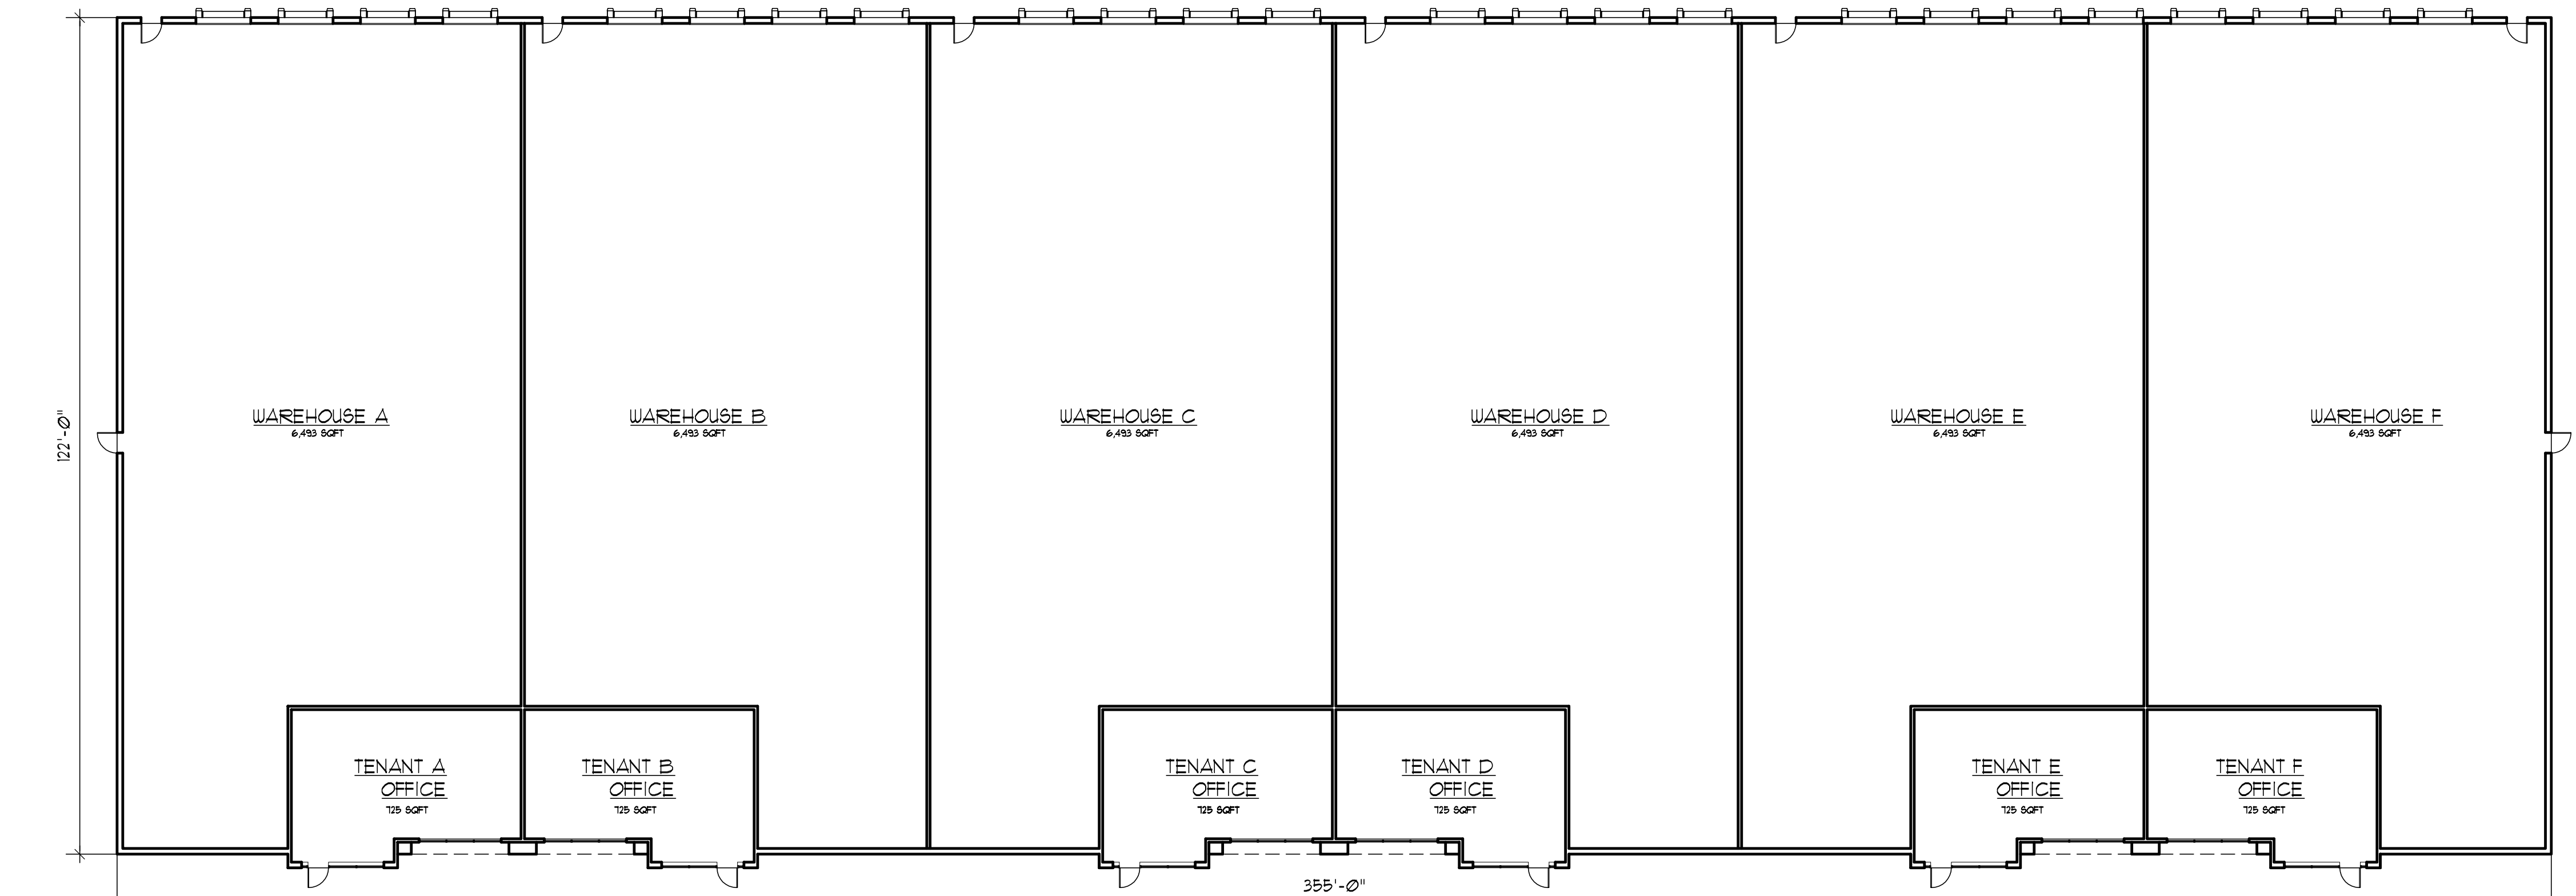 122'-0"
WAREHOUSE A
6,493 SQFT
WAREHOUSE B
6,493 SQFT
WAREHOUSE C
6,493 SQFT
WAREHOUSE D
6,493 SQFT
WAREHOUSE E
6,493 SQFT
WAREHOUSE F
6,493 SQFT
TENANT A
OFFICE
725 SQFT
TENANT B
OFFICE
725 SQFT
TENANT C
OFFICE
725 SQFT
TENANT D
OFFICE
725 SQFT
TENANT E
OFFICE
725 SQFT
TENANT F
OFFICE
725 SQFT
355'-0"